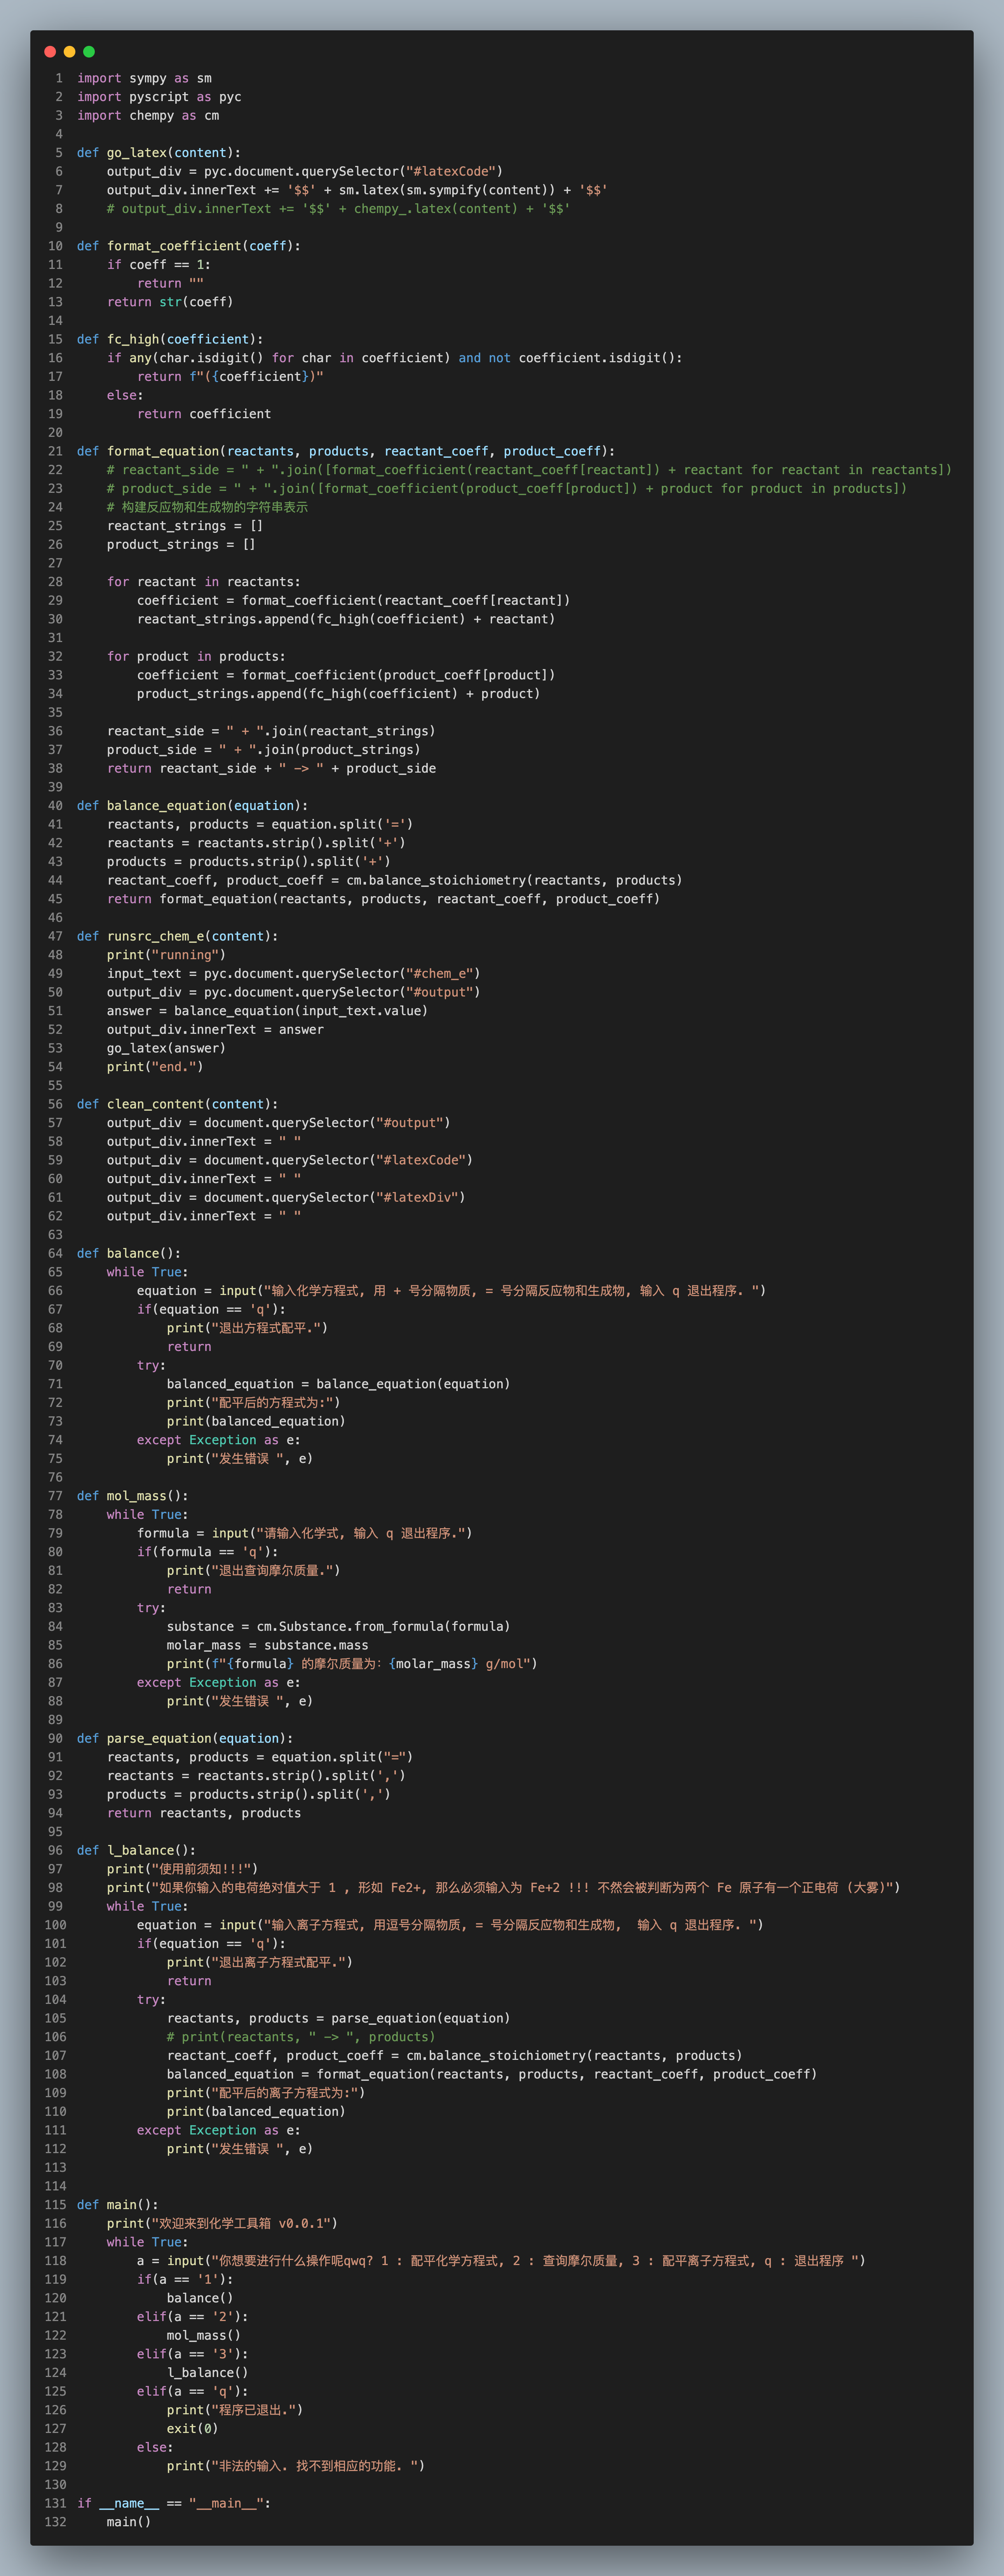 1 import sympy as sm
2 import pyscript as pyc
3 import chempy as cm
4
5 def go_latex(content):
6     output_div = pyc.document.querySelector("#latexCode")
7     output_div.innerText += '$$' + sm.latex(sm.sympify(content)) + '$$'
8     # output_div.innerText += '$$' + chempy_.latex(content) + '$$'
9
10 def format_coefficient(coeff):
11     if coeff == 1:
12         return ""
13     return str(coeff)
14
15 def fc_high(coefficient):
16     if any(char.isdigit() for char in coefficient) and not coefficient.isdigit():
17         return f"({coefficient})"
18     else:
19         return coefficient
20
21 def format_equation(reactants, products, reactant_coeff, product_coeff):
22     # reactant_side = " + ".join([format_coefficient(reactant_coeff[reactant]) + reactant for reactant in reactants])
23     # product_side = " + ".join([format_coefficient(product_coeff[product]) + product for product in products])
24     # 构建反应物和生成物的字符串表示
25     reactant_strings = []
26     product_strings = []
27
28     for reactant in reactants:
29         coefficient = format_coefficient(reactant_coeff[reactant])
30         reactant_strings.append(fc_high(coefficient) + reactant)
31
32     for product in products:
33         coefficient = format_coefficient(product_coeff[product])
34         product_strings.append(fc_high(coefficient) + product)
35
36     reactant_side = " + ".join(reactant_strings)
37     product_side = " + ".join(product_strings)
38     return reactant_side + " -> " + product_side
39
40 def balance_equation(equation):
41     reactants, products = equation.split('=')
42     reactants = reactants.strip().split('+')
43     products = products.strip().split('+')
44     reactant_coeff, product_coeff = cm.balance_stoichiometry(reactants, products)
45     return format_equation(reactants, products, reactant_coeff, product_coeff)
46
47 def runsrc_chem_e(content):
48     print("running")
49     input_text = pyc.document.querySelector("#chem_e")
50     output_div = pyc.document.querySelector("#output")
51     answer = balance_equation(input_text.value)
52     output_div.innerText = answer
53     go_latex(answer)
54     print("end.")
55
56 def clean_content(content):
57     output_div = document.querySelector("#output")
58     output_div.innerText = " "
59     output_div = document.querySelector("#latexCode")
60     output_div.innerText = " "
61     output_div = document.querySelector("#latexDiv")
62     output_div.innerText = " "
63
64 def balance():
65     while True:
66         equation = input("输入化学方程式, 用 + 号分隔物质, = 号分隔反应物和生成物, 输入 q 退出程序. ")
67         if(equation == 'q'):
68             print("退出方程式配平.")
69             return
70         try:
71             balanced_equation = balance_equation(equation)
72             print("配平后的方程式为:")
73             print(balanced_equation)
74         except Exception as e:
75             print("发生错误 ", e)
76
77 def mol_mass():
78     while True:
79         formula = input("请输入化学式, 输入 q 退出程序.")
80         if(formula == 'q'):
81             print("退出查询摩尔质量.")
82             return
83         try:
84             substance = cm.Substance.from_formula(formula)
85             molar_mass = substance.mass
86             print(f"{formula} 的摩尔质量为: {molar_mass} g/mol")
87         except Exception as e:
88             print("发生错误 ", e)
89
90 def parse_equation(equation):
91     reactants, products = equation.split("=")
92     reactants = reactants.strip().split(',')
93     products = products.strip().split(',')
94     return reactants, products
95
96 def l_balance():
97     print("使用前须知!!!")
98     print("如果你输入的电荷绝对值大于 1 , 形如 Fe2+, 那么必须输入为 Fe+2 !!! 不然会被判断为两个 Fe 原子有一个正电荷 (大雾)")
99     while True:
100         equation = input("输入离子方程式, 用逗号分隔物质, = 号分隔反应物和生成物,  输入 q 退出程序. ")
101         if(equation == 'q'):
102             print("退出离子方程式配平.")
103             return
104         try:
105             reactants, products = parse_equation(equation)
106             # print(reactants, " -> ", products)
107             reactant_coeff, product_coeff = cm.balance_stoichiometry(reactants, products)
108             balanced_equation = format_equation(reactants, products, reactant_coeff, product_coeff)
109             print("配平后的离子方程式为:")
110             print(balanced_equation)
111         except Exception as e:
112             print("发生错误 ", e)
113
114
115 def main():
116     print("欢迎来到化学工具箱 v0.0.1")
117     while True:
118         a = input("你想要进行什么操作呢qwq? 1 : 配平化学方程式, 2 : 查询摩尔质量, 3 : 配平离子方程式, q : 退出程序 ")
119         if(a == '1'):
120             balance()
121         elif(a == '2'):
122             mol_mass()
123         elif(a == '3'):
124             l_balance()
125         elif(a == 'q'):
126             print("程序已退出.")
127             exit(0)
128         else:
129             print("非法的输入. 找不到相应的功能. ")
130
131 if __name__ == "__main__":
132     main()